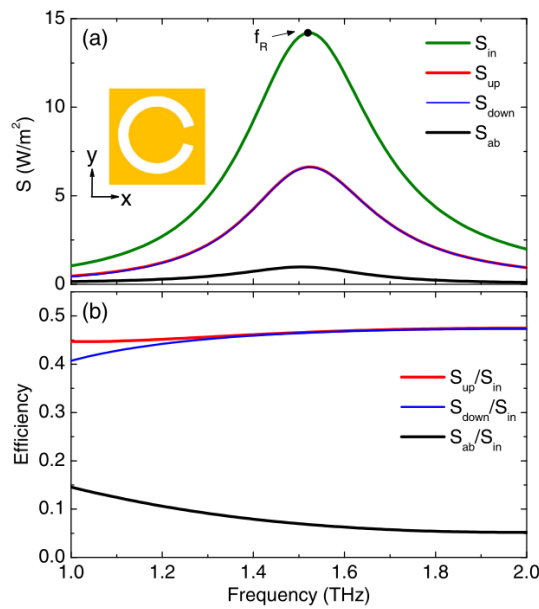 (a)
f_R
S_in
S_up
S_down
S_ab
y
x
S (W/m²)
15
10
5
0
(b)
0.5
0.4
0.3
0.2
0.1
0.0
Efficiency
S_up/S_in
S_down/S_in
S_ab/S_in
1.0 1.2 1.4 1.6 1.8 2.0
Frequency (THz)